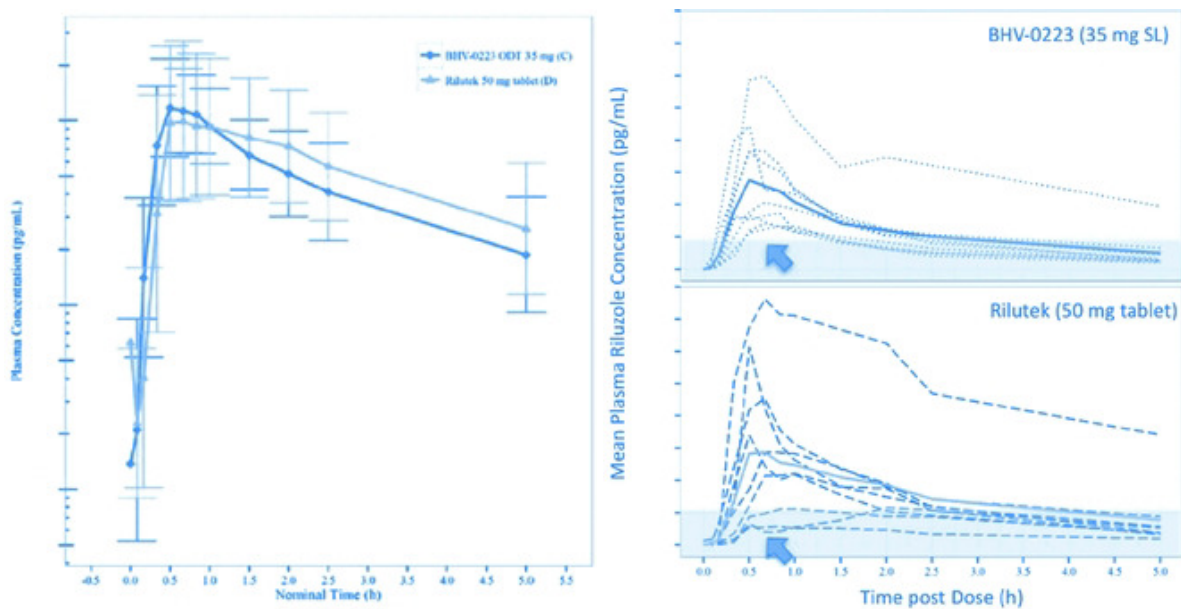 BHV-0223 ODT 35 mg (C)
Rilutek 50 mg tablet (D)
Plasma Concentration (pg/mL)
-0.5 0.0 0.5 1.0 1.5 2.0 2.5 3.0 3.5 4.0 4.5 5.0 5.5
Nominal Time (h)
Mean Plasma Riluzole Concentration (pg/mL)
BHV-0223 (35 mg SL)
Rilutek (50 mg tablet)
0.0 0.5 1.0 1.5 2.0 2.5 3.0 3.5 4.0 4.5 5.0
Time post Dose (h)